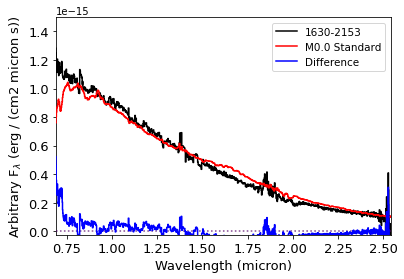 1e−15
1630-2153
M0.0 Standard
Difference
1.4
1.2
1.0
0.8
0.6
0.4
0.2
0.0
Arbitrary Fλ (erg / (cm2 micron s))
0.75 1.00 1.25 1.50 1.75 2.00 2.25 2.50
Wavelength (micron)